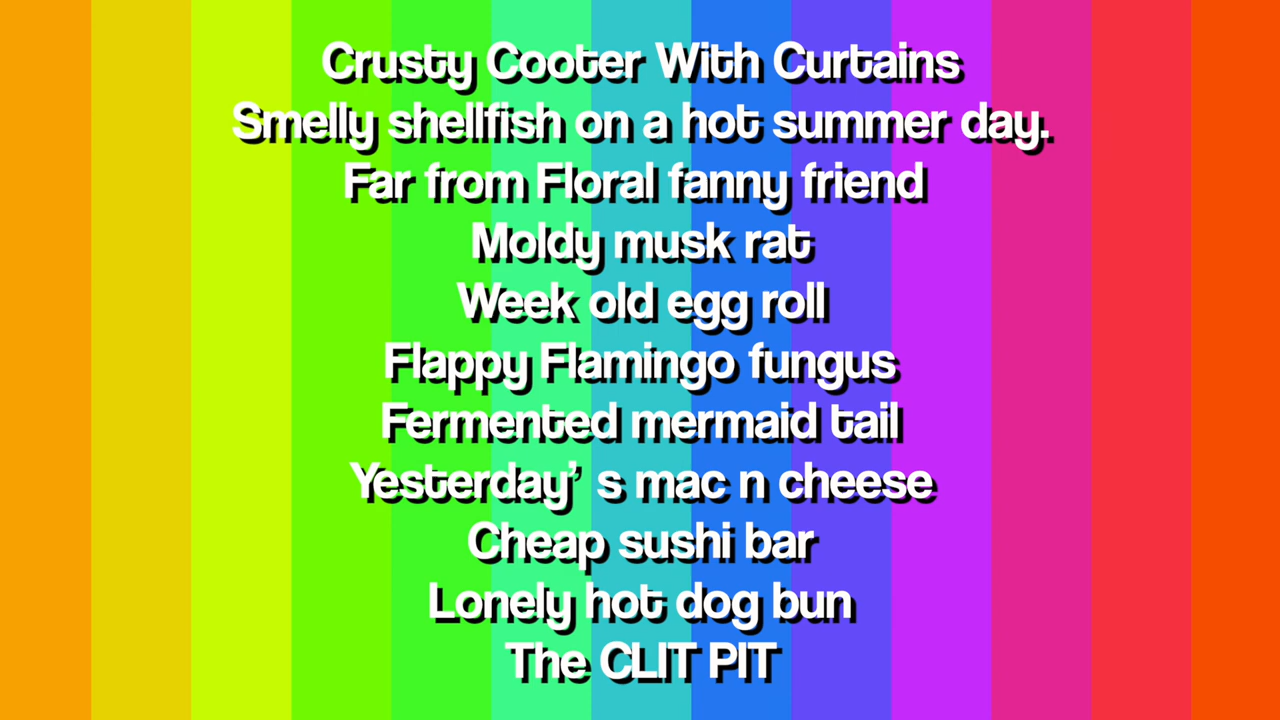 Crusty Cooter With Curtains
Smelly shellfish on a hot summer day.
Far from Floral fanny friend
Moldy musk rat
Week old egg roll
Flappy Flamingo fungus
Fermented mermaid tail
Yesterday’ s mac n cheese
Cheap sushi bar
Lonely hot dog bun
The CLIT PIT